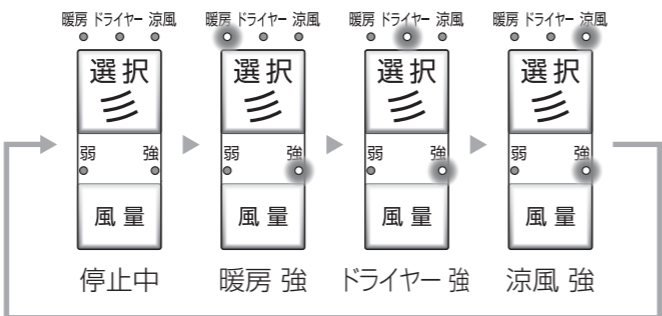 暖房 ドライヤー 涼風
選択
弱 強
風量
停止中
暖房 ドライヤー 涼風
選択
弱 強
風量
暖房 強
暖房 ドライヤー 涼風
選択
弱 強
風量
ドライヤー 強
暖房 ドライヤー 涼風
選択
弱 強
風量
涼風 強